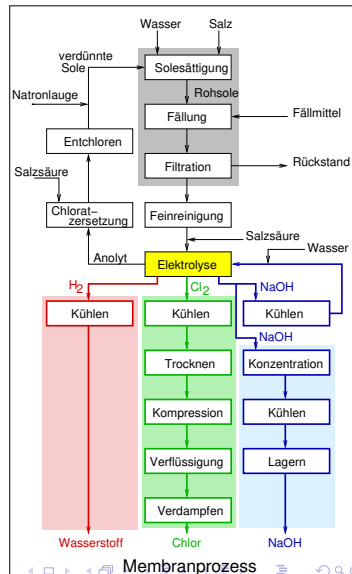 Wasser
Salz
verdünnte
Sole
Solesättigung
Rohsole
Natronlauge
Fällung
Fällmittel
Entchloren
Filtration
Rückstand
Salzsäure
Chlorat–
zersetzung
Feinreinigung
Salzsäure
Wasser
Anolyt
Elektrolyse
H2
Cl2
NaOH
Kühlen
Kühlen
Kühlen
NaOH
Trocknen
Konzentration
Kompression
Kühlen
Verflüssigung
Lagern
Verdampfen
Wasserstoff
Chlor
NaOH
Membranprozess